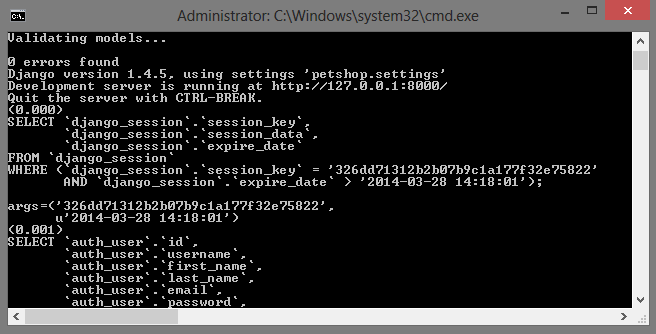 Administrator: C:\Windows\system32\cmd.exe
Validating models...
0 errors found
Django version 1.4.5, using settings 'petshop.settings'
Development server is running at http://127.0.0.1:8000/
Quit the server with CTRL-BREAK.
(0.000)
SELECT `django_session`.`session_key`,
`django_session`.`session_data`,
`django_session`.`expire_date`
FROM `django_session`
WHERE (`django_session`.`session_key` = '326dd71312b2b07b9c1a177f32e75822'
AND `django_session`.`expire_date` > '2014-03-28 14:18:01');
args=('326dd71312b2b07b9c1a177f32e75822',
u'2014-03-28 14:18:01')
(0.001)
SELECT `auth_user`.`id`,
`auth_user`.`username`,
`auth_user`.`first_name`,
`auth_user`.`last_name`,
`auth_user`.`email`,
`auth_user`.`password`,